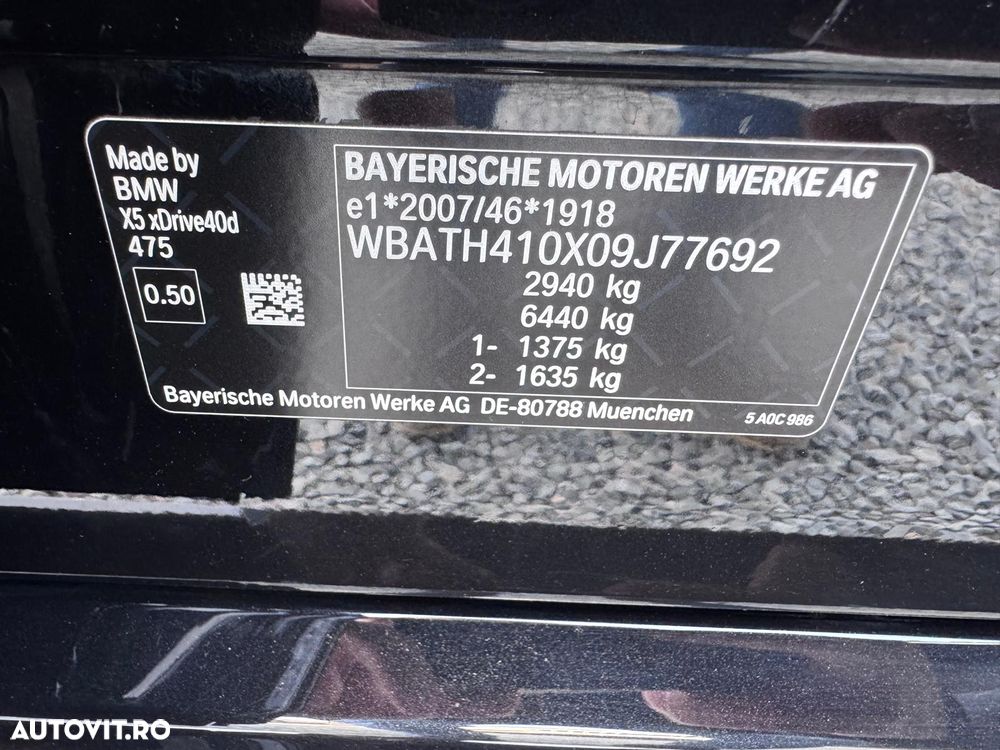 Made by
BMW
X5 xDrive40d
475
0.50
BAYERISCHE MOTOREN WERKE AG
e1*2007/46*1918
WBATH410X09J77692
2940 kg
6440 kg
1- 1375 kg
2- 1635 kg
Bayerische Motoren Werke AG DE-80788 Muenchen
5 A0C 986
AUTOVIT.RO